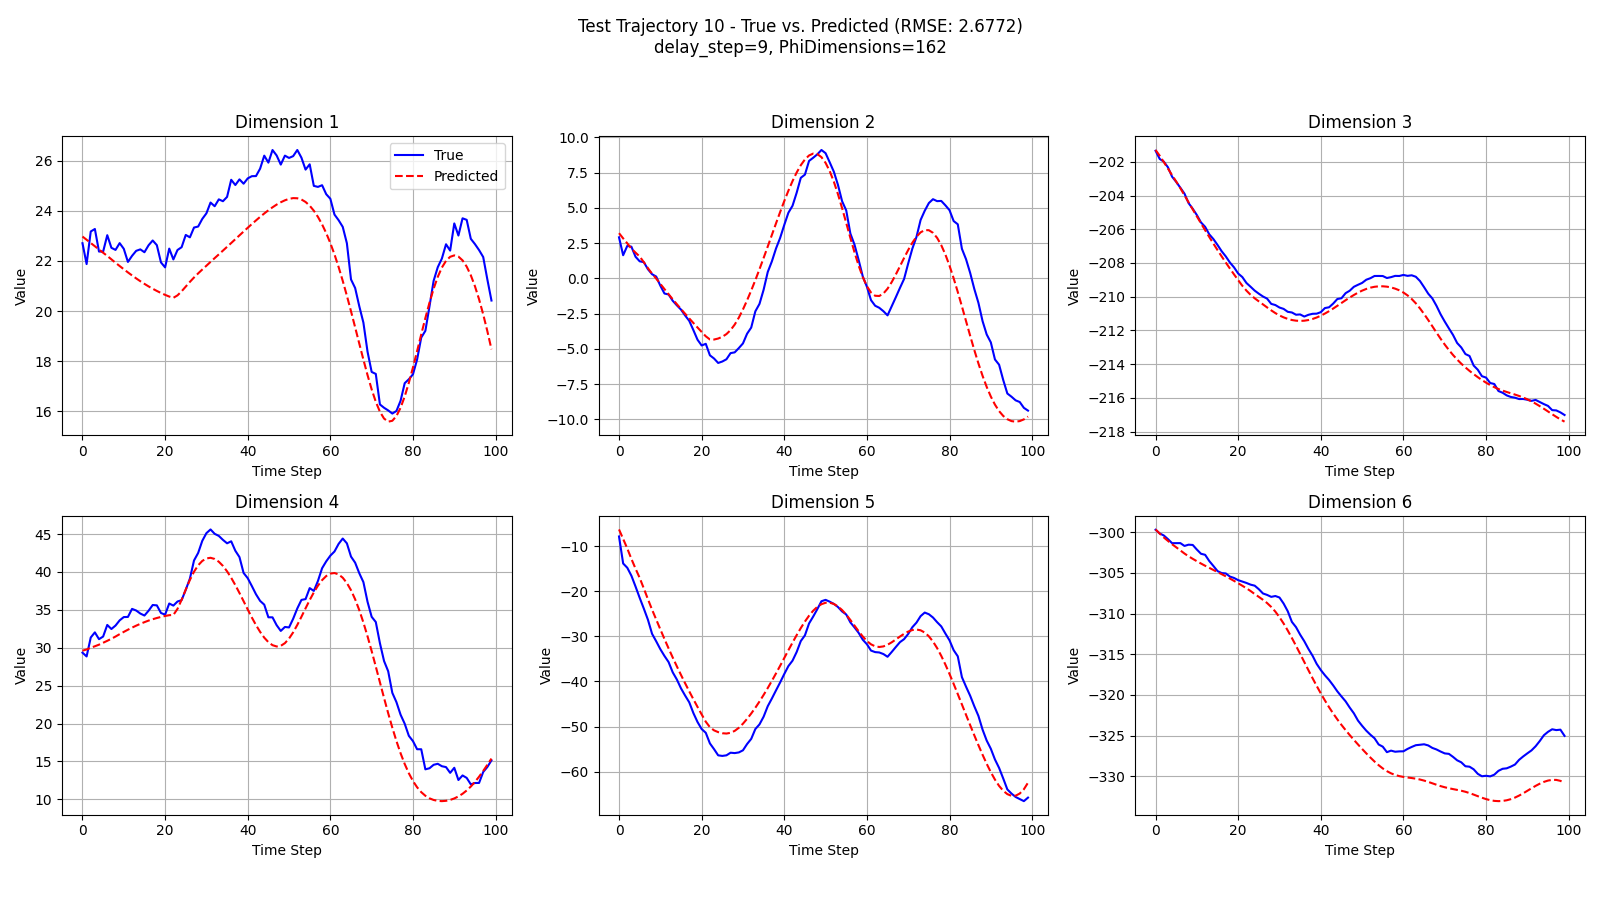 Test Trajectory 10 - True vs. Predicted (RMSE: 2.6772)
delay_step=9, PhiDimensions=162
Dimension 1
Value
26
24
22
20
18
16
True
Predicted
0 20 40 60 80 100
Time Step
Dimension 2
Value
10.0
7.5
5.0
2.5
0.0
−2.5
−5.0
−7.5
−10.0
0 20 40 60 80 100
Time Step
Dimension 3
Value
−202
−204
−206
−208
−210
−212
−214
−216
−218
0 20 40 60 80 100
Time Step
Dimension 4
Value
45
40
35
30
25
20
15
10
0 20 40 60 80 100
Time Step
Dimension 5
Value
−10
−20
−30
−40
−50
−60
0 20 40 60 80 100
Time Step
Dimension 6
Value
−300
−305
−310
−315
−320
−325
−330
0 20 40 60 80 100
Time Step